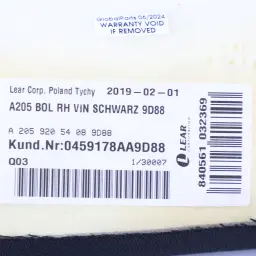 GlobalParts 06/2024
WARRANTY VOID
IF REMOVED
Lear Corp. Poland Tychy 2019-02-01
A205 BOL RH VIN SCHWARZ 9D88
A 205 920 54 08 9D88
Kund.Nr:0459178AA9D88
Q03 1/30007
LEAR
840561 032369